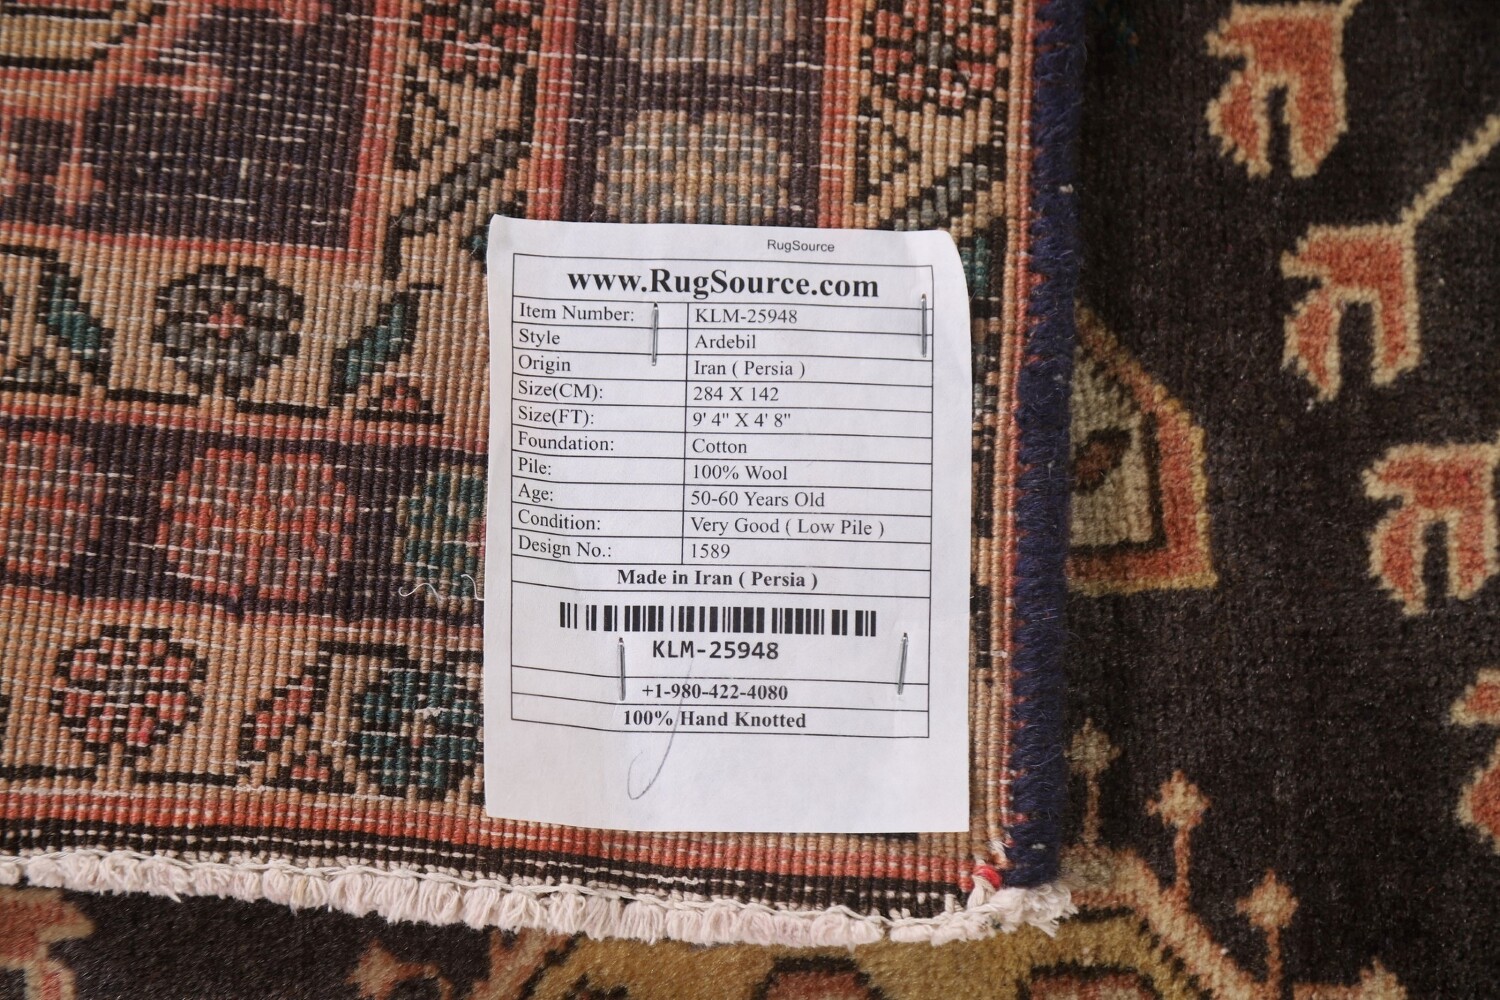 RugSource
www.RugSource.com
Item Number: KLM-25948
Style Ardebil
Origin Iran ( Persia )
Size(CM): 284 X 142
Size(FT): 9' 4" X 4' 8"
Foundation: Cotton
Pile: 100% Wool
Age: 50-60 Years Old
Condition: Very Good ( Low Pile )
Design No.: 1589
Made in Iran ( Persia )
KLM-25948
+1-980-422-4080
100% Hand Knotted